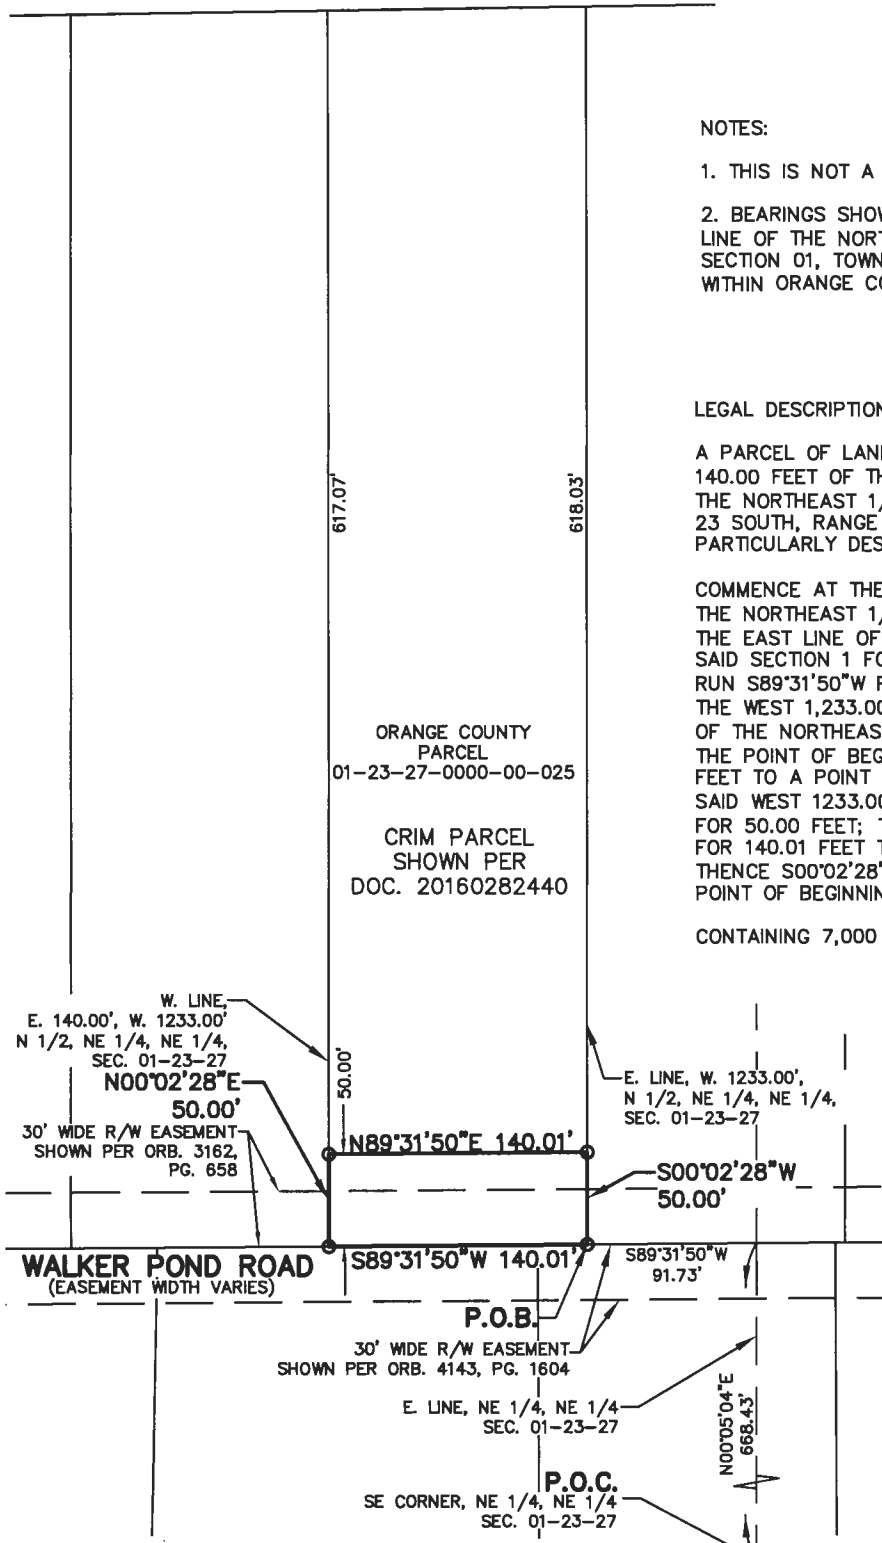 NOTES:
1. THIS IS NOT A
2. BEARINGS SHOW
LINE OF THE NORT
SECTION 01, TOWN
WITHIN ORANGE CO
LEGAL DESCRIPTION
A PARCEL OF LAN
140.00 FEET OF TH
THE NORTHEAST 1/
23 SOUTH, RANGE
PARTICULARLY DES
COMMENCE AT THE
THE NORTHEAST 1/
THE EAST LINE OF
SAID SECTION 1 FO
RUN S89°31'50"W F
THE WEST 1,233.00
OF THE NORTHEAS
THE POINT OF BEG
FEET TO A POINT
SAID WEST 1233.00
FOR 50.00 FEET; T
FOR 140.01 FEET T
THENCE S00°02'28"
POINT OF BEGINNIN
CONTAINING 7,000
617.07'
618.03'
ORANGE COUNTY
PARCEL
01-23-27-0000-00-025
CRIM PARCEL
SHOWN PER
DOC. 20160282440
W. LINE,
E. 140.00', W. 1233.00'
N 1/2, NE 1/4, NE 1/4,
SEC. 01-23-27
N00°02'28"E
50.00'
30' WIDE R/W EASEMENT
SHOWN PER ORB. 3162,
PG. 658
50.00'
E. LINE, W. 1233.00',
N 1/2, NE 1/4, NE 1/4,
SEC. 01-23-27
N89°31'50"E 140.01'
S00°02'28"W
50.00'
WALKER POND ROAD
(EASEMENT WIDTH VARIES)
S89°31'50"W 140.01'
S89°31'50"W
91.73'
P.O.B.
30' WIDE R/W EASEMENT
SHOWN PER ORB. 4143, PG. 1604
E. LINE, NE 1/4, NE 1/4
SEC. 01-23-27
N00°05'04"E
668.43'
P.O.C.
SE CORNER, NE 1/4, NE 1/4
SEC. 01-23-27